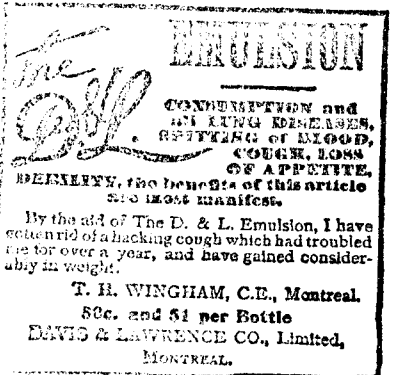 The
EMULSION
D. & L.
CONSUMPTION and
all LUNG DISEASES,
SPITTING of BLOOD,
COUGH, LOSS
OF APPETITE,
DEBILITY, the benefits of this article
are most manifest.
By the aid of The D. & L. Emulsion, I have
gotten rid of a hacking cough which had troubled
me for over a year, and have gained consider-
ably in weight.
T. H. WINGHAM, C.E., Montreal.
50c. and $1 per Bottle
DAVIS & LAWRENCE CO., Limited,
MONTREAL.